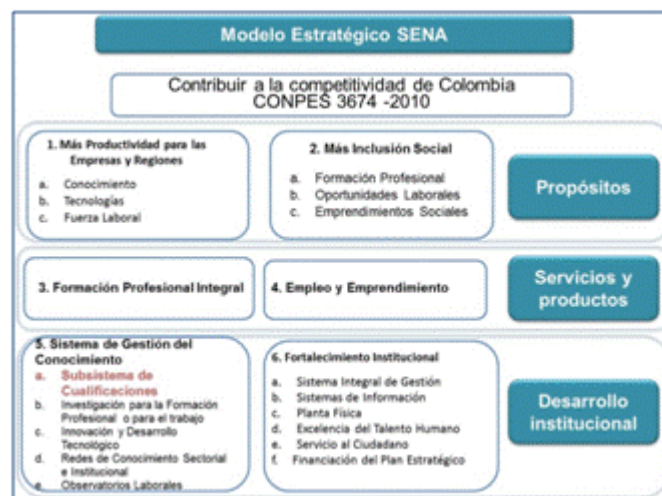 Modelo Estratégico SENA
Contribuir a la competitividad de Colombia
CONPES 3674 -2010
1. Más Productividad para las
Empresas y Regiones
a. Conocimiento
b. Tecnologías
c. Fuerza Laboral
2. Más Inclusión Social
a. Formación Profesional
b. Oportunidades Laborales
c. Emprendimientos Sociales
Propósitos
3. Formación Profesional Integral
4. Empleo y Emprendimiento
Servicios y
productos
5. Sistema de Gestión del
Conocimiento
a. Subsistema de
Cualificaciones
b. Investigación para la Formación
Profesional o para el trabajo
c. Innovación y Desarrollo
Tecnológico
d. Redes de Conocimiento Sectorial
e Institucional
e. Observatorios Laborales
6. Fortalecimiento Institucional
a. Sistema Integral de Gestión
b. Sistemas de Información
c. Planta Física
d. Excelencia del Talento Humano
e. Servicio al Ciudadano
f. Financiación del Plan Estratégico
Desarrollo
institucional